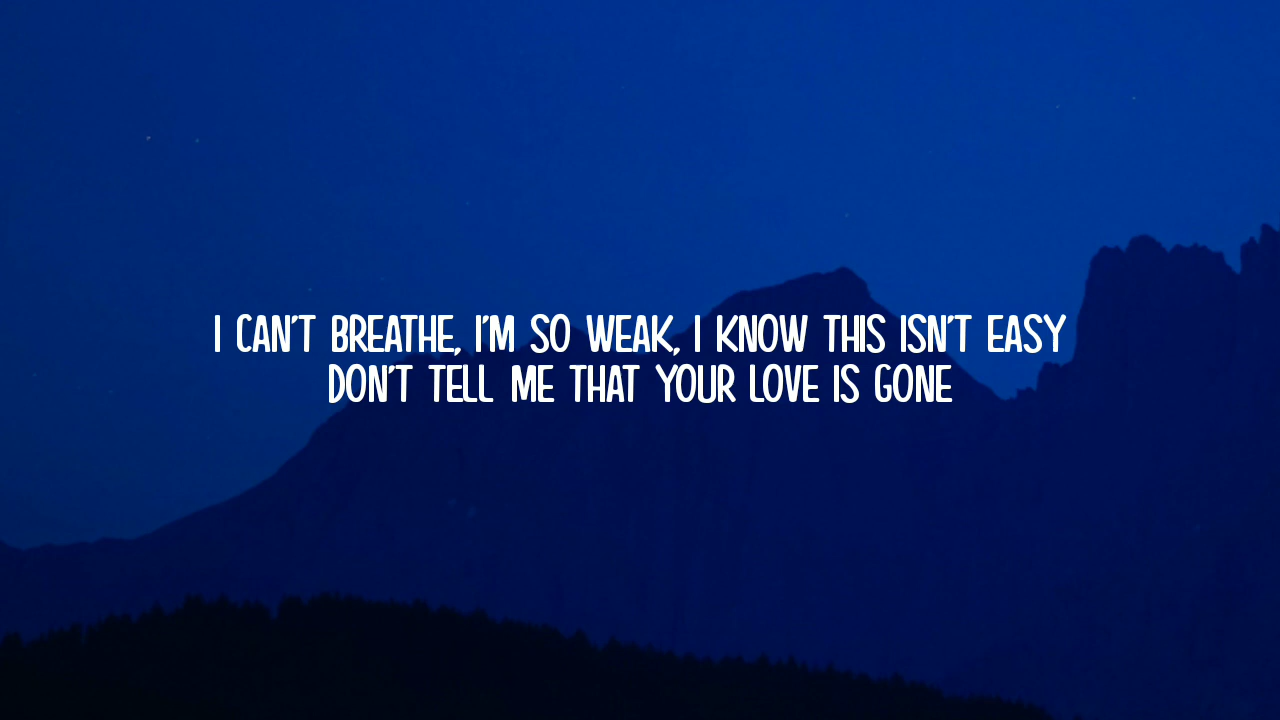 I CAN'T BREATHE, I'M SO WEAK, I KNOW THIS ISN'T EASY
DON'T TELL ME THAT YOUR LOVE IS GONE